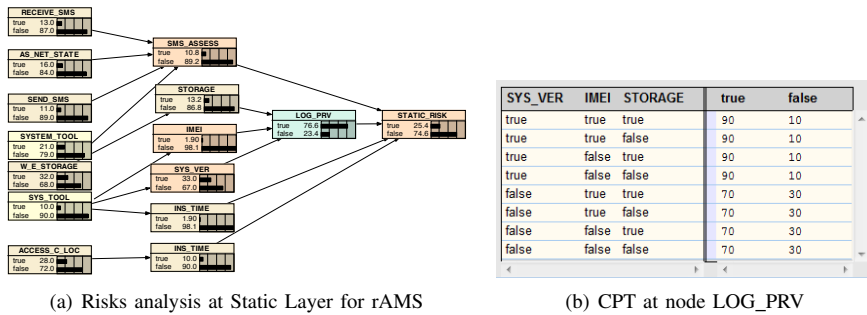 RECEIVE_SMS
true 13.0
false 87.0
AS_NET_STATE
true 16.0
false 84.0
SEND_SMS
true 11.0
false 89.0
SYSTEM_TOOL
true 21.0
false 79.0
W_E_STORAGE
true 32.0
false 68.0
SYS_TOOL
true 10.0
false 90.0
ACCESS_C_LOC
true 28.0
false 72.0
SMS_ASSESS
true 10.8
false 89.2
STORAGE
true 13.2
false 86.8
IMEI
true 1.90
false 98.1
SYS_VER
true 33.0
false 67.0
INS_TIME
true 1.90
false 98.1
INS_TIME
true 10.0
false 90.0
LOG_PRV
true 76.6
false 23.4
STATIC_RISK
true 25.4
false 74.6
(a) Risks analysis at Static Layer for rAMS
SYS_VER IMEI STORAGE true false
true true true 90 10
true true false 90 10
true false true 90 10
true false false 90 10
false true true 70 30
false true false 70 30
false false true 70 30
false false false 70 30
(b) CPT at node LOG_PRV